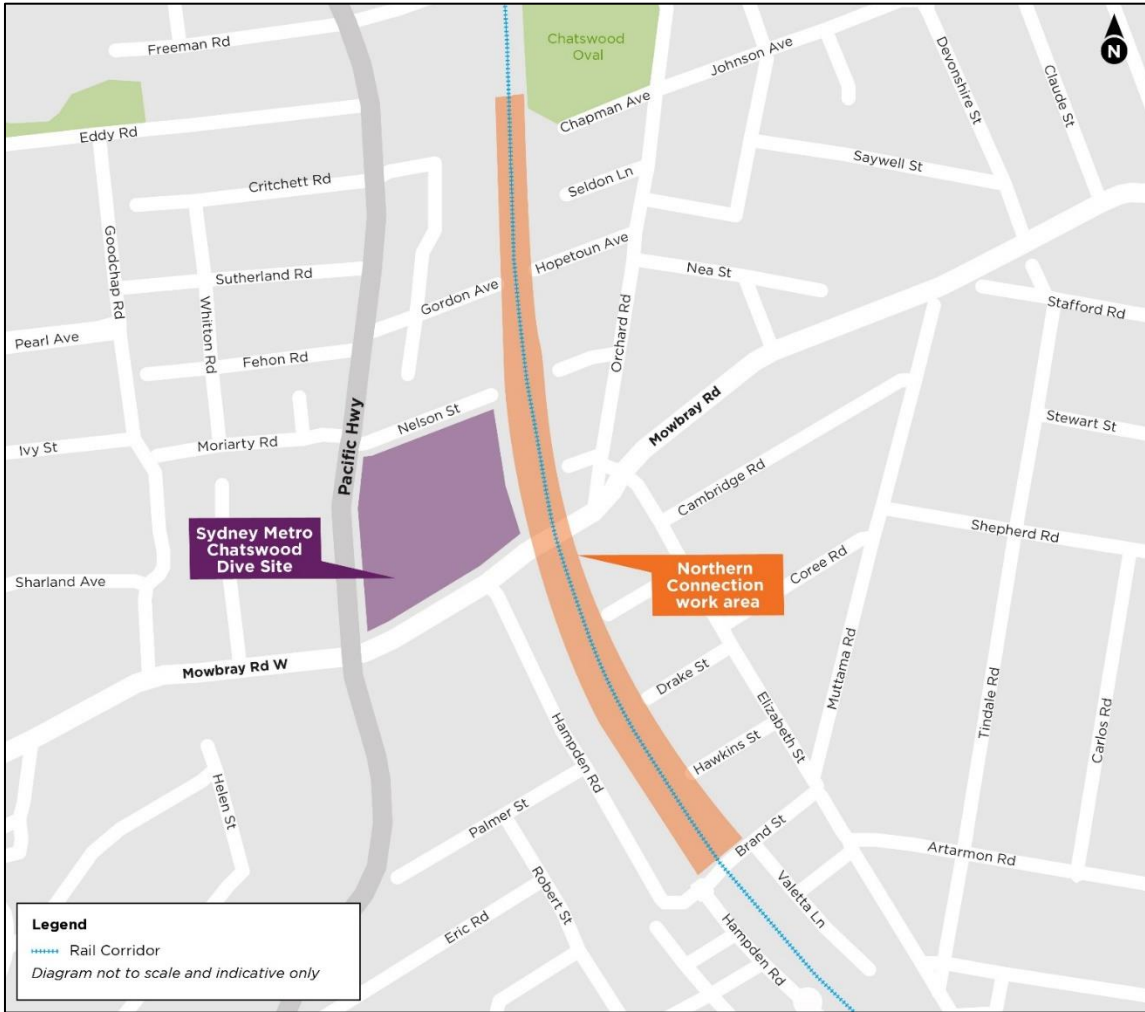 Freeman Rd
Chatswood
Oval
Johnson Ave
Devonshire St
Claude St
N
Chapman Ave
Eddy Rd
Saywell St
Critchett Rd
Seldon Ln
Goodchap Rd
Sutherland Rd
Hopetoun Ave
Nea St
Gordon Ave
Whitton Rd
Orchard Rd
Stafford Rd
Pearl Ave
Fehon Rd
Pacific Hwy
Nelson St
Mowbray Rd
Stewart St
Ivy St
Moriarty Rd
Cambridge Rd
Shepherd Rd
Sydney Metro
Chatswood
Dive Site
Northern
Connection
work area
Coree Rd
Sharland Ave
Muttama Rd
Mowbray Rd W
Drake St
Elizabeth St
Tindale Rd
Carlos Rd
Hampden Rd
Hawkins St
Helen St
Palmer St
Brand St
Artarmon Rd
Valetta Ln
Robert St
Eric Rd
Hampden Rd
Legend
Rail Corridor
Diagram not to scale and indicative only